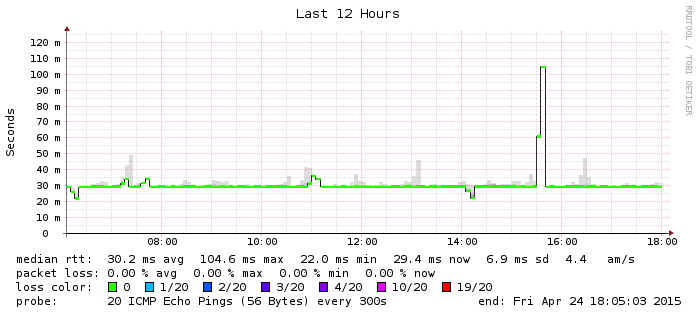 Last 12 Hours
RRDTOOL / TOBI OETIKER
Seconds
120 m
110 m
100 m
90 m
80 m
70 m
60 m
50 m
40 m
30 m
20 m
10 m
0
08:00 10:00 12:00 14:00 16:00 18:00
median rtt: 30.2 ms avg 104.6 ms max 22.0 ms min 29.4 ms now 6.9 ms sd 4.4 am/s
packet loss: 0.00 % avg 0.00 % max 0.00 % min 0.00 % now
loss color: 0 1/20 2/20 3/20 4/20 10/20 19/20
probe: 20 ICMP Echo Pings (56 Bytes) every 300s end: Fri Apr 24 18:05:03 2015